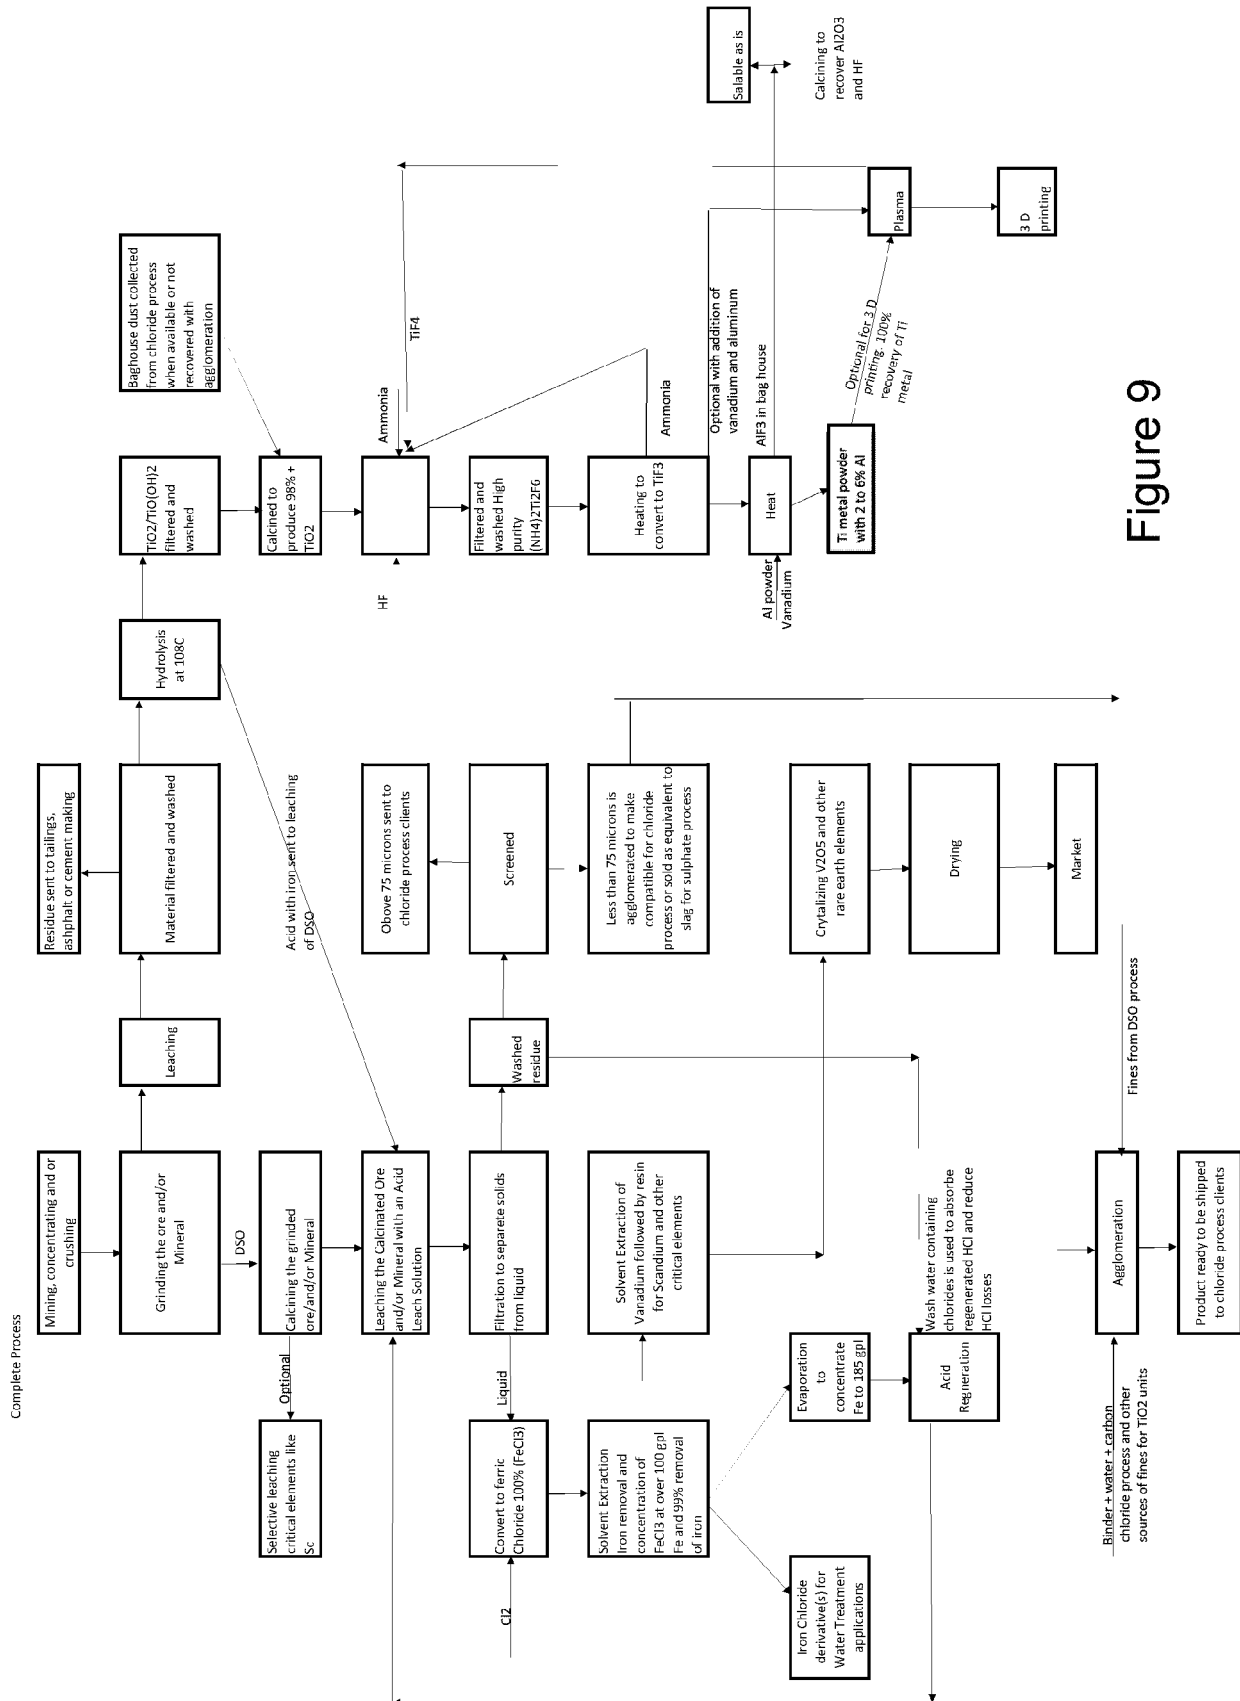 Complete Process
Mining, concentrating and or
crushing
Grinding the ore and/or
Mineral
DSO
Leaching
Material filtered and washed
Residue sent to tailings,
ashphalt or cement making
Hydrolysis
at 108C
TiO2/TiO(OH)2
filtered and
washed
Baghouse dust collected
from chloride process
when available or not
recovered with
agglomeration
Calcined to
produce 98% +
TiO2
Selective leaching
critical elements like
Sc
Optional
Calcining the grinded
ore/and/or Mineral
Acid with iron sent to leaching
of DSO
Leaching the Calcinated Ore
and/or Mineral with an Acid
Leach Solution
HF
Ammonia
TiF4
Cl2
Convert to ferric
Chloride 100% (FeCl3)
Liquid
Filtration to separete solids
from liquid
Washed
residue
Screened
Obove 75 microns sent to
chloride process clients
Filtered and
washed High
purity
(NH4)2Ti2F6
Solvent Extraction
Iron removal and
concentration of
FeCl3 at over 100 gpl
Fe and 99% removal
of iron
Solvent Extraction of
Vanadium followed by resin
for Scandium and other
critical elements
Less than 75 microns is
agglomerated to make
compatible for chloride
process or sold as equivalent to
slag for sulphate process
Heating to
convert to TiF3
Ammonia
Optional with addition of
vanadium and aluminum
Iron Chloride
derivative(s) for
Water Treatment
applications
Evaporation
to
concentrate
Fe to 185 gpl
Crytalizing V2O5 and other
rare earth elements
Al powder
Vanadium
Heat
AlF3 in bag house
Salable as is
Calcining to
recover Al2O3
and HF
Ti metal powder
with 2 to 6% Al
Optional for 3 D
printing. 100%
recovery of Ti
metal
Plasma
3 D
printing
Acid
Regneration
Wash water containing
chlorides is used to absorbe
regenerated HCl and reduce
HCl losses
Drying
Market
Binder + water + carbon
chloride process and other
sources of fines for TiO2 units
Agglomeration
Fines from DSO process
Product ready to be shipped
to chloride process clients
Figure 9